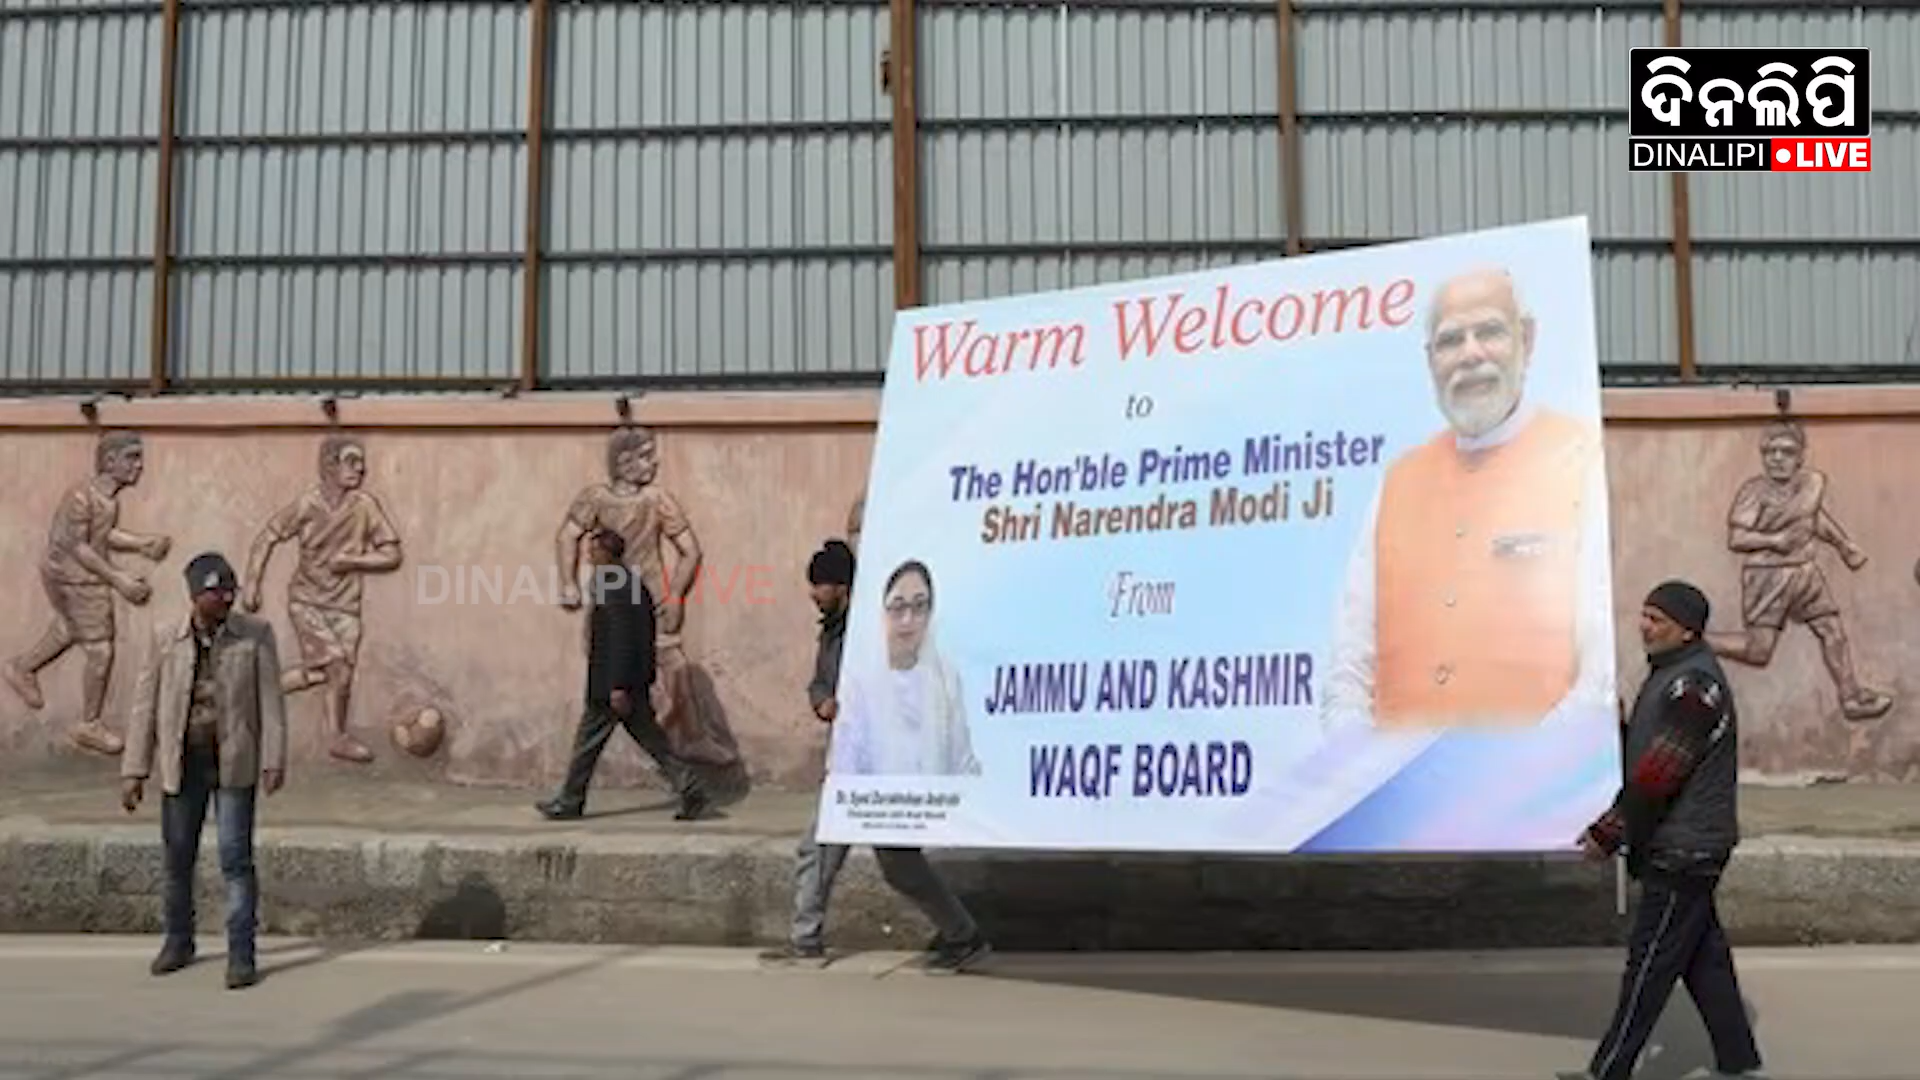 ଦିନଲିପି
DINALIPI LIVE
Warm Welcome
to
The Hon'ble Prime Minister
Shri Narendra Modi Ji
From
JAMMU AND KASHMIR
WAQF BOARD
DINALIPI LIVE